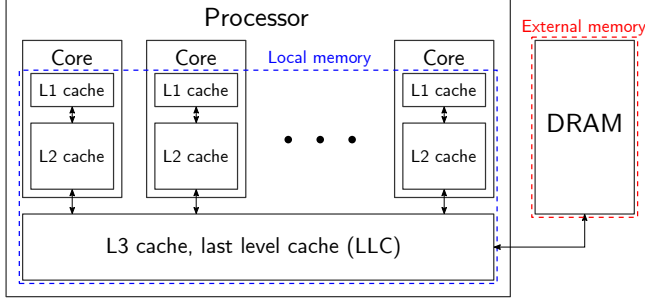 Processor
External memory
Core
Core
Core
Local memory
L1 cache
L1 cache
L1 cache
DRAM
L2 cache
L2 cache
• • •
L2 cache
L3 cache, last level cache (LLC)